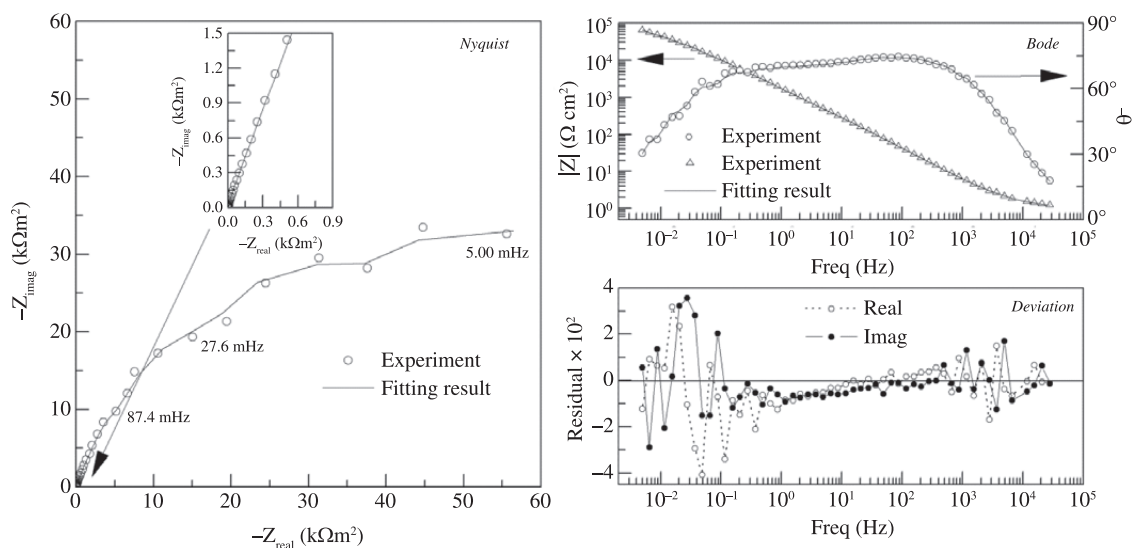 Nyquist
60
50
40
30
20
10
0
−Z_imag (kΩm²)
0
10
20
30
40
50
60
−Z_real (kΩm²)
1.5
1.2
0.9
0.6
0.3
0.0
−Z_imag (kΩm²)
0.0
0.3
0.6
0.9
−Z_real (kΩm²)
5.00 mHz
27.6 mHz
87.4 mHz
Experiment
Fitting result
Bode
10⁵
10⁴
10³
10²
10¹
10⁰
|Z| (Ω cm²)
90°
60°
30°
0°
−θ
Experiment
Experiment
Fitting result
10⁻² 10⁻¹ 10⁰ 10¹ 10² 10³ 10⁴ 10⁵
Freq (Hz)
Deviation
Real
Imag
4
2
0
−2
−4
Residual × 10²
10⁻² 10⁻¹ 10⁰ 10¹ 10² 10³ 10⁴ 10⁵
Freq (Hz)